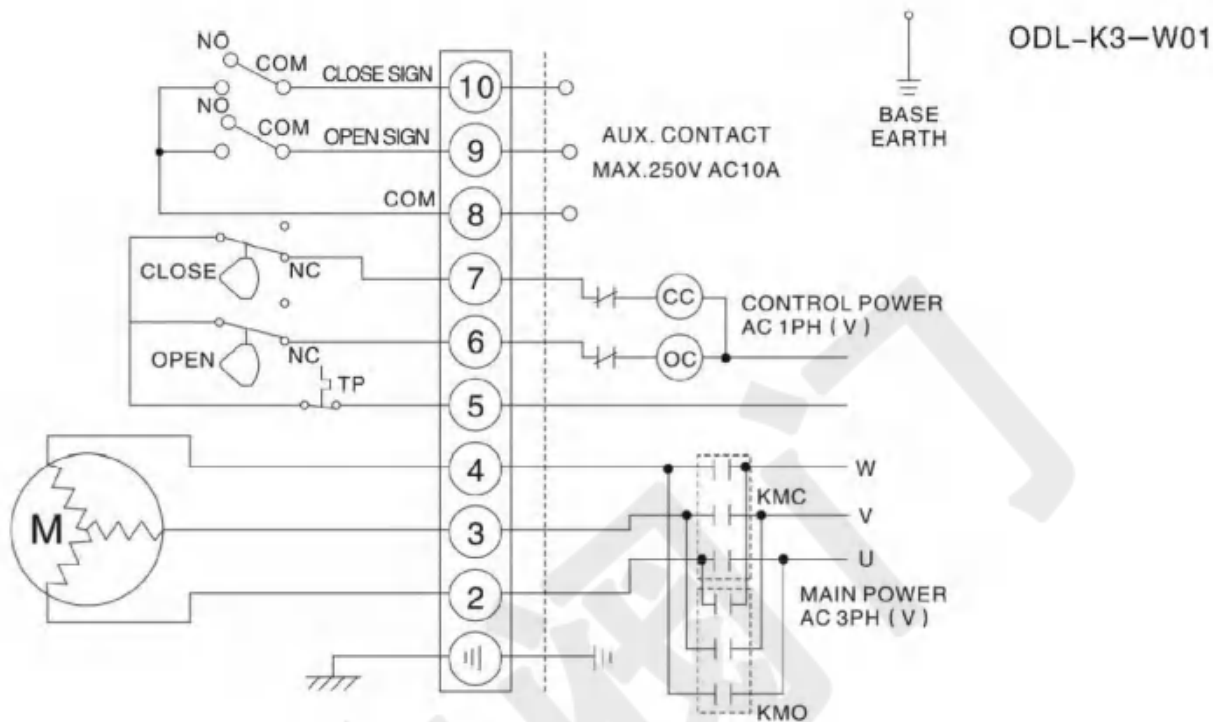 ODL-K3-W01
NO
COM
CLOSE SIGN
10
NO
COM
OPEN SIGN
9
COM
8
AUX. CONTACT
MAX.250V AC10A
BASE
EARTH
CLOSE
NC
7
CC
CONTROL POWER
AC 1PH ( V )
OPEN
NC
6
OC
TP
5
M
4
W
KMC
3
V
U
2
MAIN POWER
AC 3PH ( V )
KMO
阀门